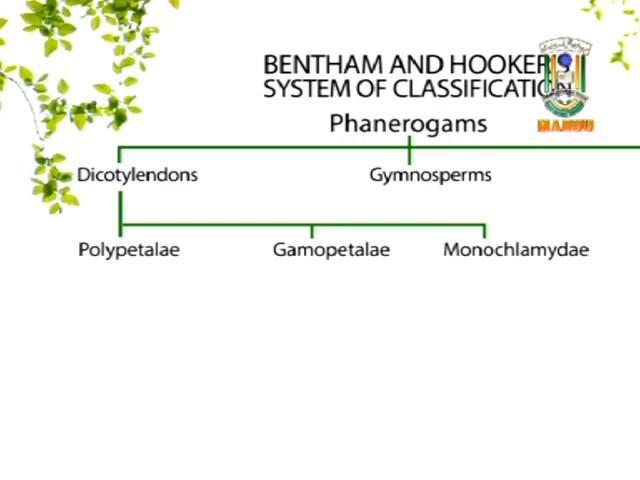 BENTHAM AND HOOKER'S
SYSTEM OF CLASSIFICATION
Phanerogams
Dicotylendons Gymnosperms
Polypetalae Gamopetalae Monochlamydae
MANUU